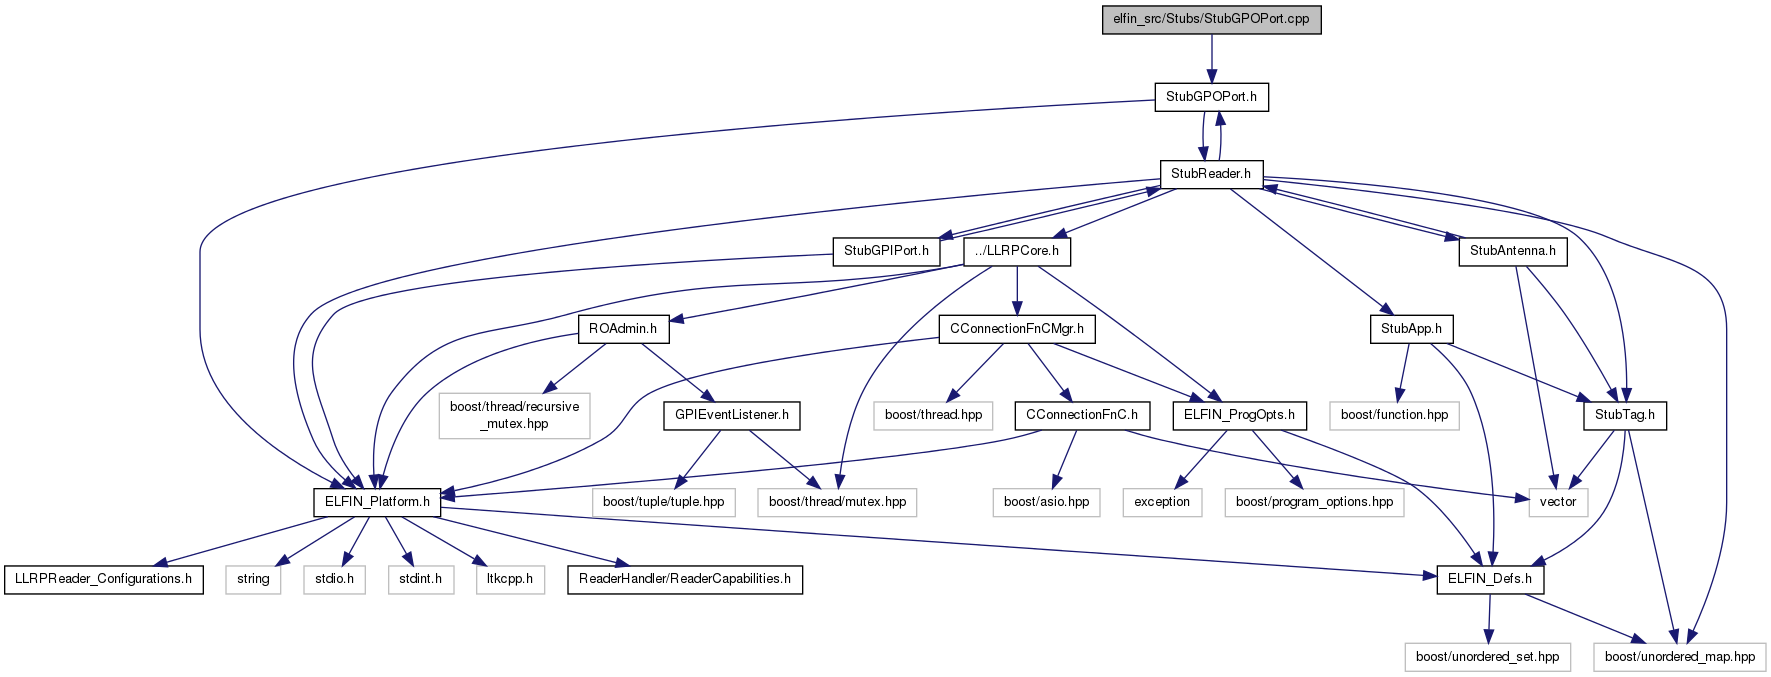 elfin_src/Stubs/StubGPOPort.cpp
StubGPOPort.h
StubReader.h
StubGPIPort.h
../LLRPCore.h
StubAntenna.h
ROAdmin.h
CConnectionFnCMgr.h
StubApp.h
boost/thread/recursive
_mutex.hpp
GPIEventListener.h
boost/thread.hpp
CConnectionFnC.h
ELFIN_ProgOpts.h
boost/function.hpp
StubTag.h
ELFIN_Platform.h
boost/tuple/tuple.hpp
boost/thread/mutex.hpp
boost/asio.hpp
exception
boost/program_options.hpp
vector
LLRPReader_Configurations.h
string
stdio.h
stdint.h
ltkcpp.h
ReaderHandler/ReaderCapabilities.h
ELFIN_Defs.h
boost/unordered_set.hpp
boost/unordered_map.hpp